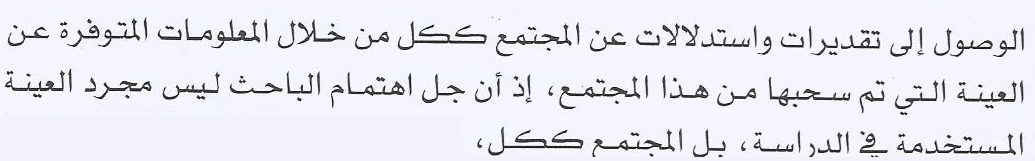 الوصول إلى تقديرات واستدلالات عن المجتمع ككل من خلال المعلومات المتوفرة عن
العينة التي تم سحبها من هذا المجتمع، إذ أن جل اهتمام الباحث ليس مجرد العينة
المستخدمة في الدراسة، بل المجتمع ككل،